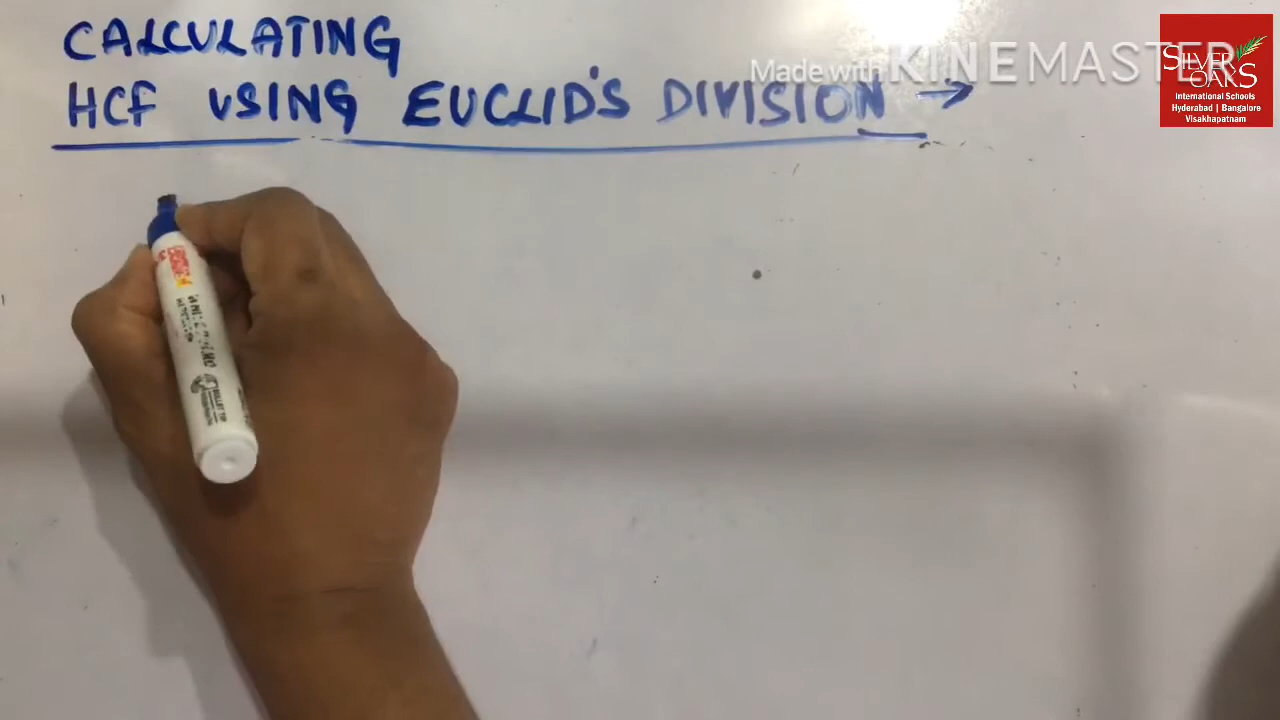 CALCULATING
HCF USING EUCLID'S DIVISION →
Made with KINEMASTER
SILVER
OAKS
International Schools
Hyderabad | Bangalore
Visakhapatnam